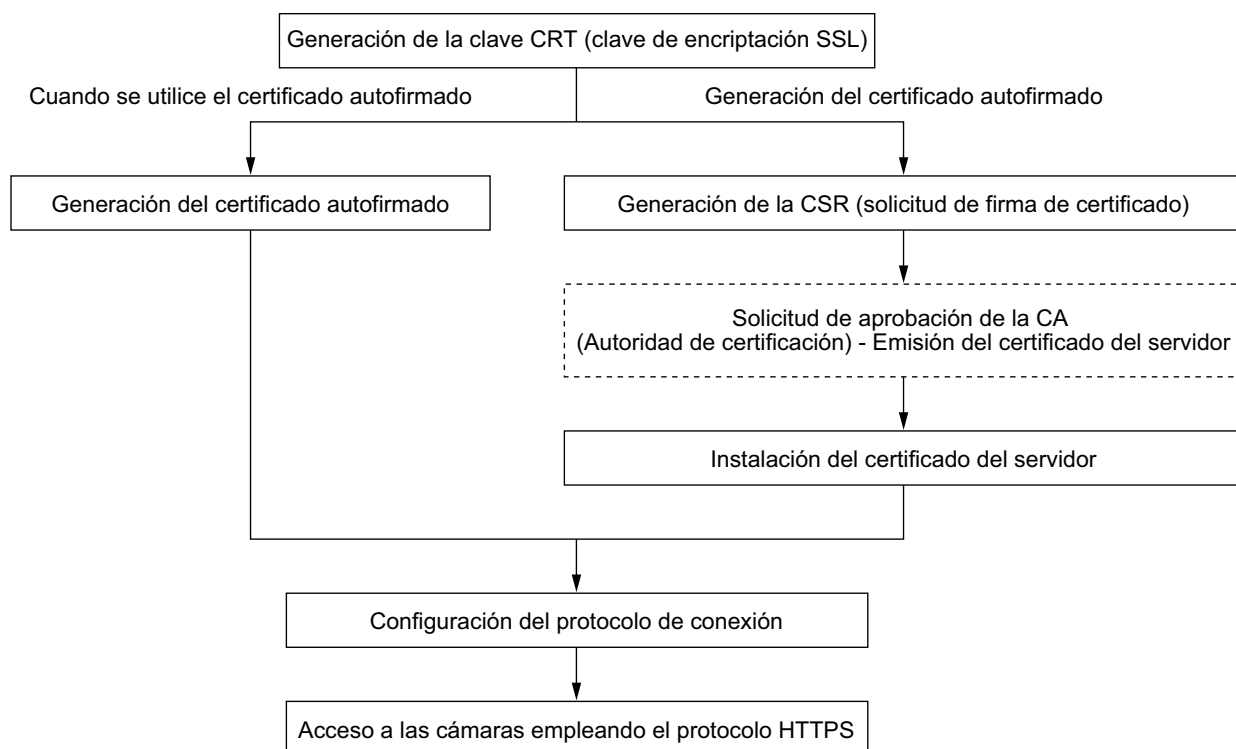 Generación de la clave CRT (clave de encriptación SSL)
Cuando se utilice el certificado autofirmado
Generación del certificado autofirmado
Generación del certificado autofirmado
Generación de la CSR (solicitud de firma de certificado)
Solicitud de aprobación de la CA
(Autoridad de certificación) - Emisión del certificado del servidor
Instalación del certificado del servidor
Configuración del protocolo de conexión
Acceso a las cámaras empleando el protocolo HTTPS